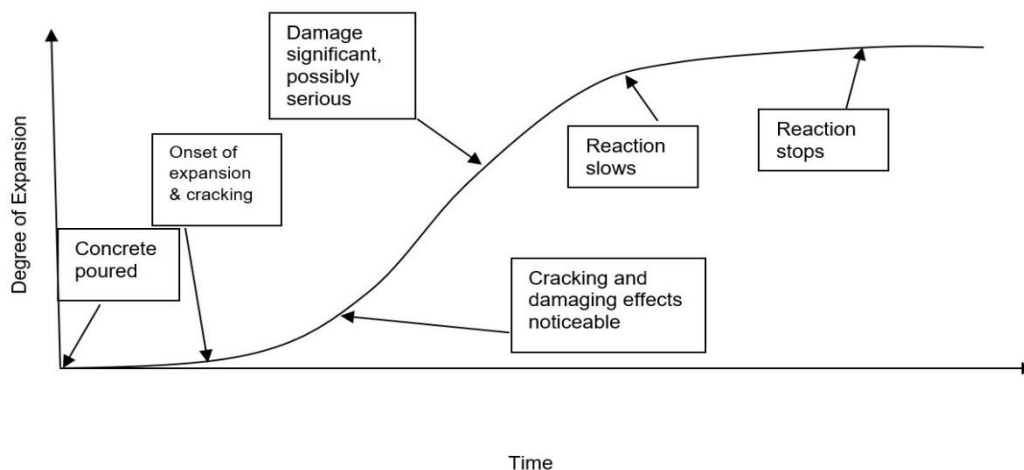 Damage
significant,
possibly
serious
Reaction
slows
Reaction
stops
Onset of
expansion
& cracking
Concrete
poured
Cracking and
damaging effects
noticeable
Degree of Expansion
Time